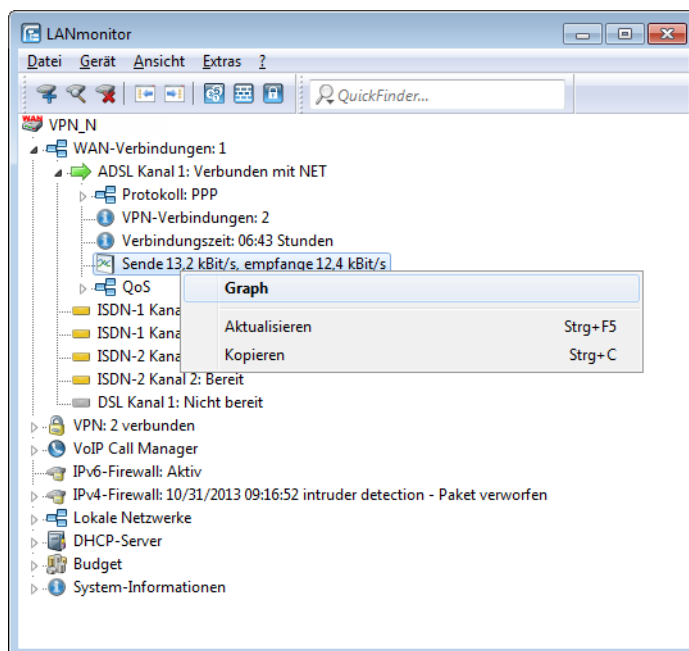 LANmonitor
Datei Gerät Ansicht Extras ?
QuickFinder...
WAN
VPN_N
WAN-Verbindungen: 1
ADSL Kanal 1: Verbunden mit NET
Protokoll: PPP
VPN-Verbindungen: 2
Verbindungszeit: 06:43 Stunden
Sende 13,2 kBit/s, empfange 12,4 kBit/s
QoS
Graph
ISDN-1 Kana
ISDN-1 Kana
Aktualisieren Strg+F5
ISDN-2 Kana
Kopieren Strg+C
ISDN-2 Kanal 2: Bereit
DSL Kanal 1: Nicht bereit
VPN: 2 verbunden
VoIP Call Manager
IPv6-Firewall: Aktiv
IPv4-Firewall: 10/31/2013 09:16:52 intruder detection - Paket verworfen
Lokale Netzwerke
DHCP-Server
Budget
System-Informationen